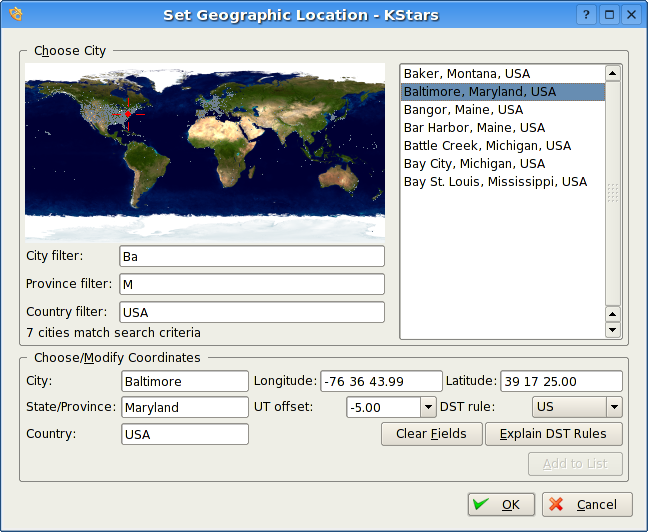 Set Geographic Location - KStars
Choose City
Baker, Montana, USA
Baltimore, Maryland, USA
Bangor, Maine, USA
Bar Harbor, Maine, USA
Battle Creek, Michigan, USA
Bay City, Michigan, USA
Bay St. Louis, Mississippi, USA
City filter: Ba
Province filter: M
Country filter: USA
7 cities match search criteria
Choose/Modify Coordinates
City: Baltimore Longitude: -76 36 43.99 Latitude: 39 17 25.00
State/Province: Maryland UT offset: -5.00 DST rule: US
Country: USA Clear Fields Explain DST Rules
Add to List
OK Cancel